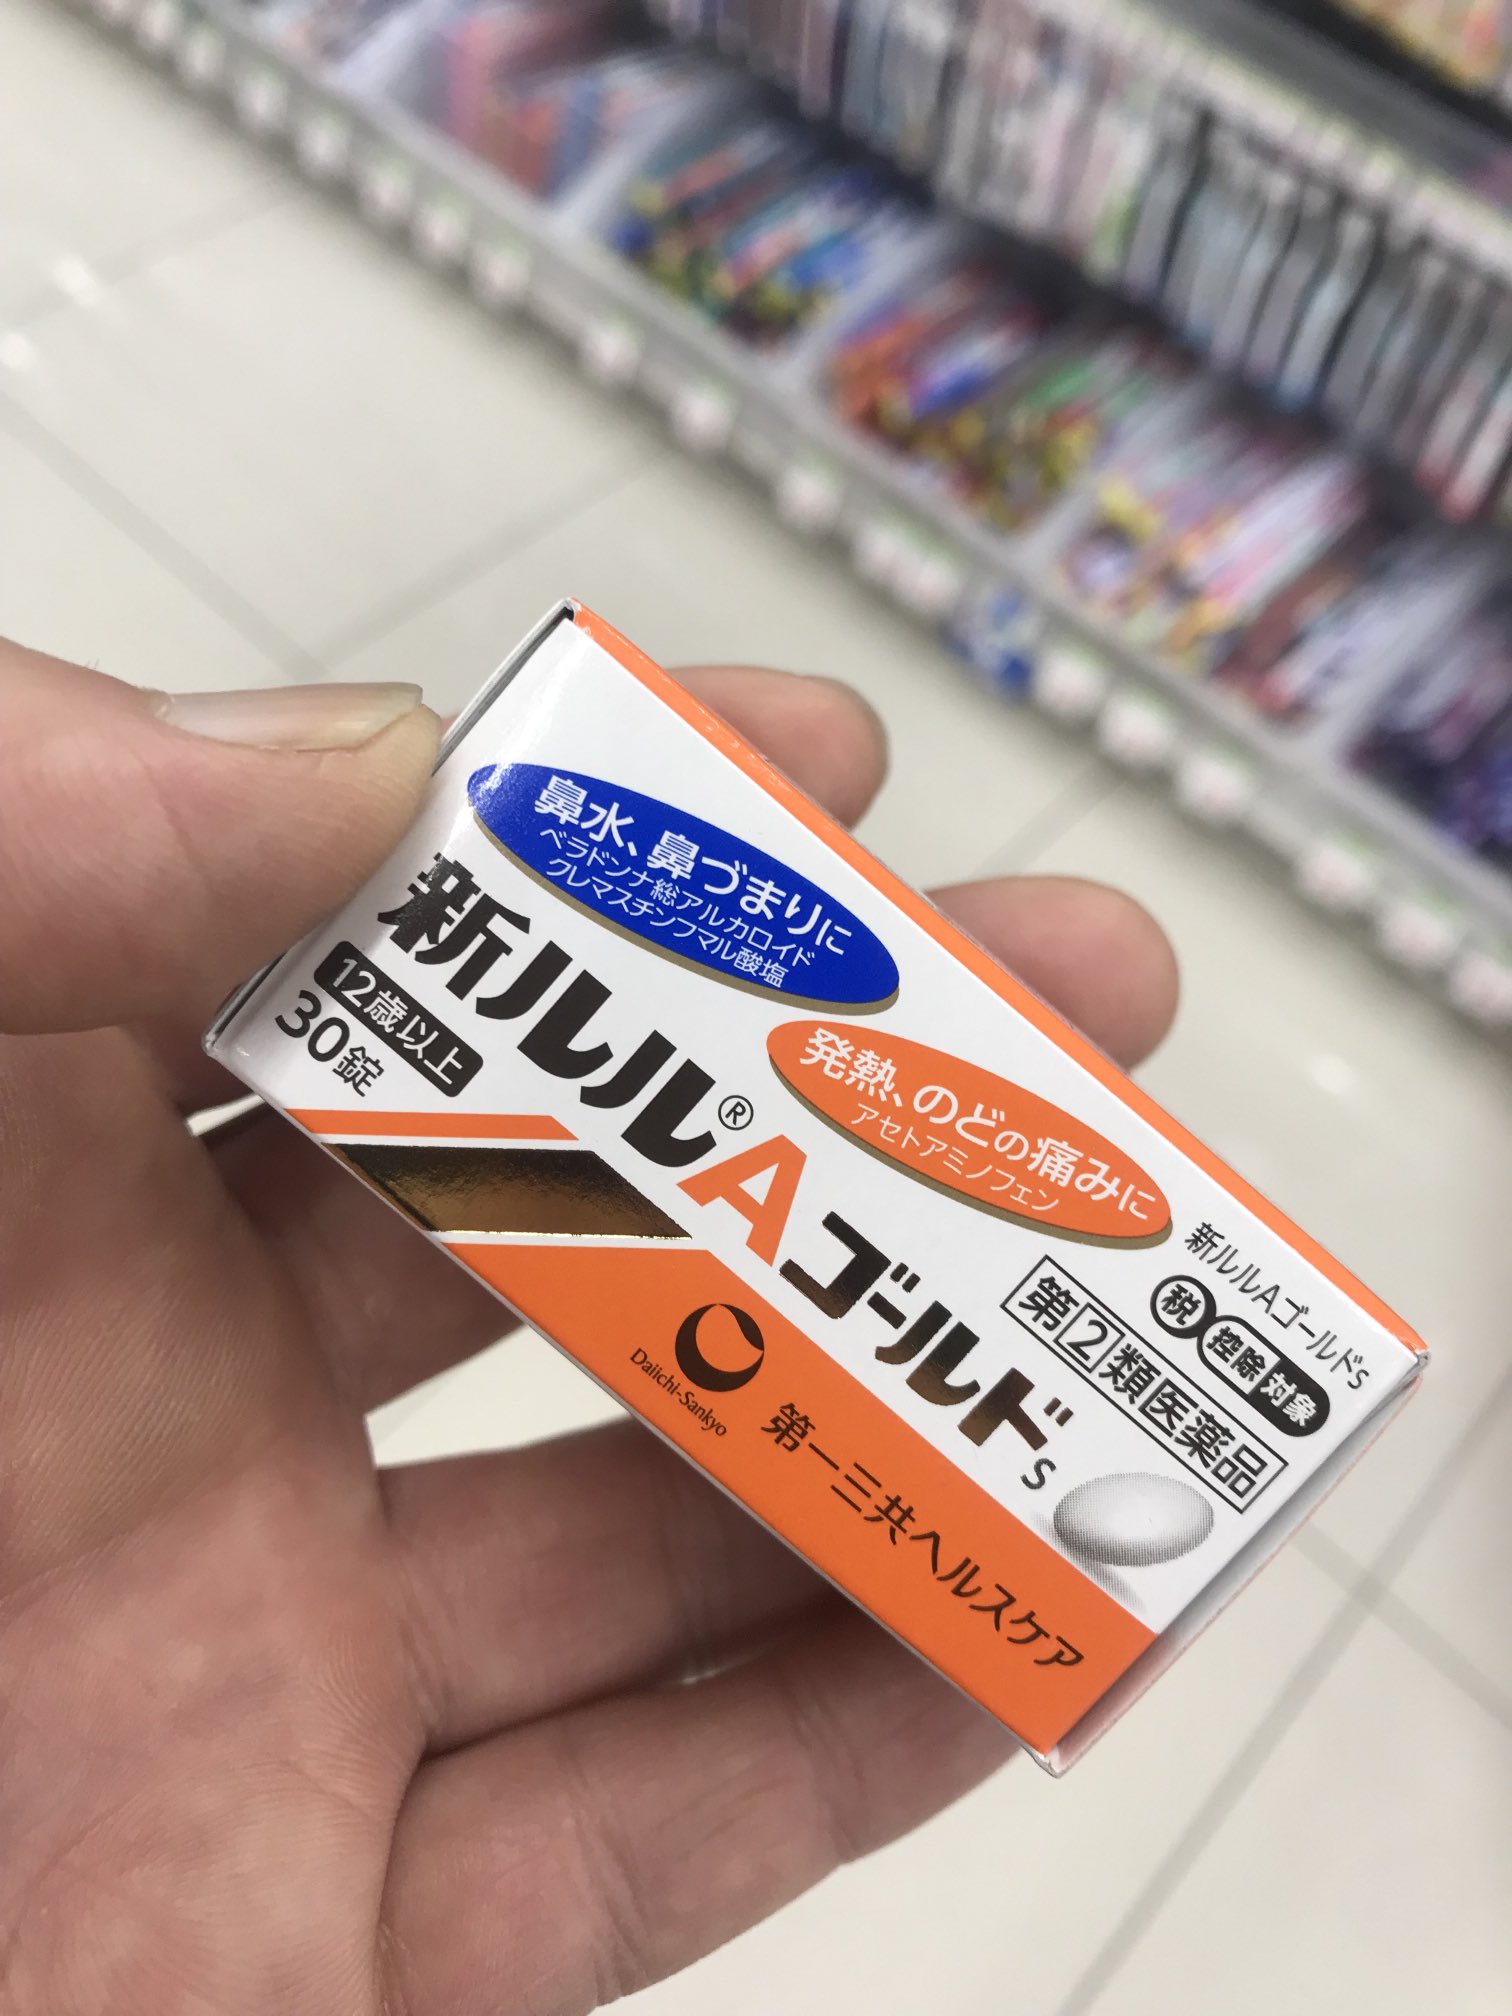 鼻水、鼻づまりに
ベラドンナ総アルカロイド
クレマスチンフマル酸塩
発熱、のどの痛みに
アセトアミノフェン
新ルル®Aゴールドs
12歳以上
30錠
新ルルAゴールドs
税 控除 対象
第②類医薬品
Daiichi-Sankyo
第一三共ヘルスケア